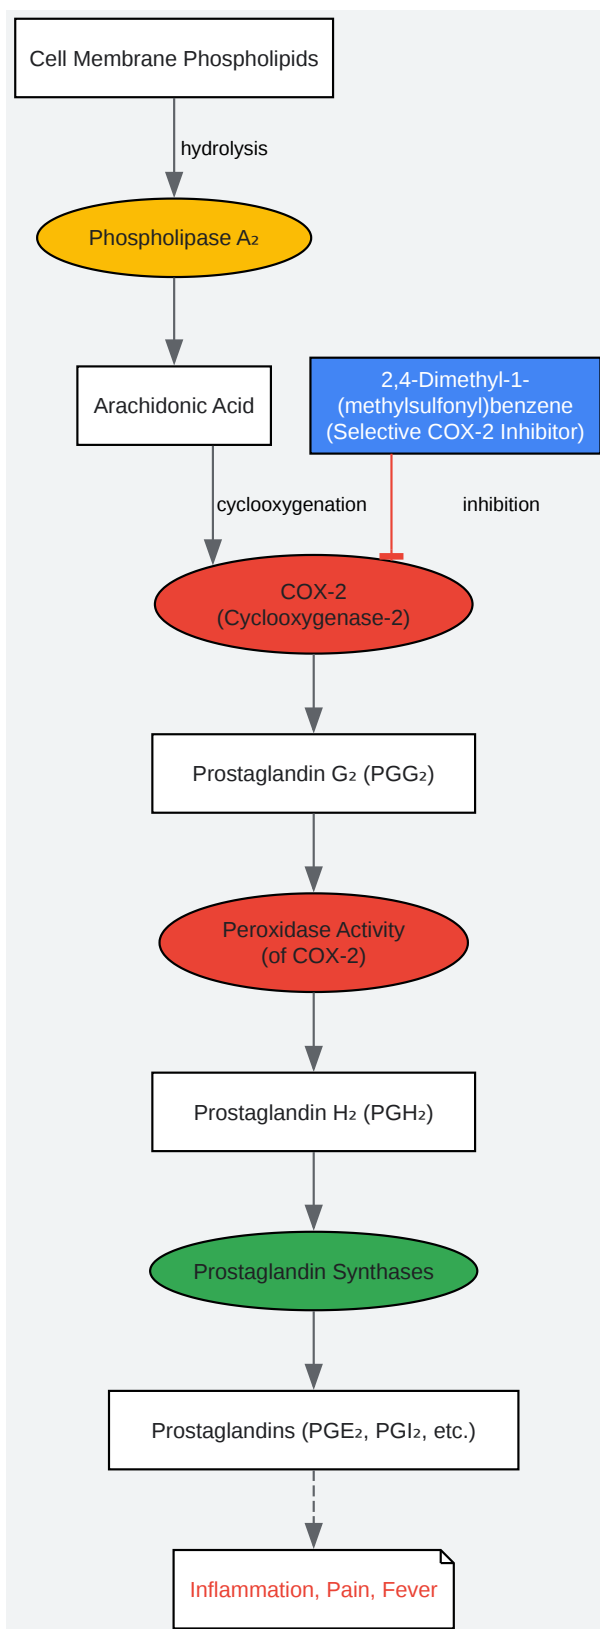 Cell Membrane Phospholipids
hydrolysis
Phospholipase A₂
Arachidonic Acid
2,4-Dimethyl-1-
(methylsulfonyl)benzene
(Selective COX-2 Inhibitor)
cyclooxygenation
inhibition
COX-2
(Cyclooxygenase-2)
Prostaglandin G₂ (PGG₂)
Peroxidase Activity
(of COX-2)
Prostaglandin H₂ (PGH₂)
Prostaglandin Synthases
Prostaglandins (PGE₂, PGI₂, etc.)
Inflammation, Pain, Fever